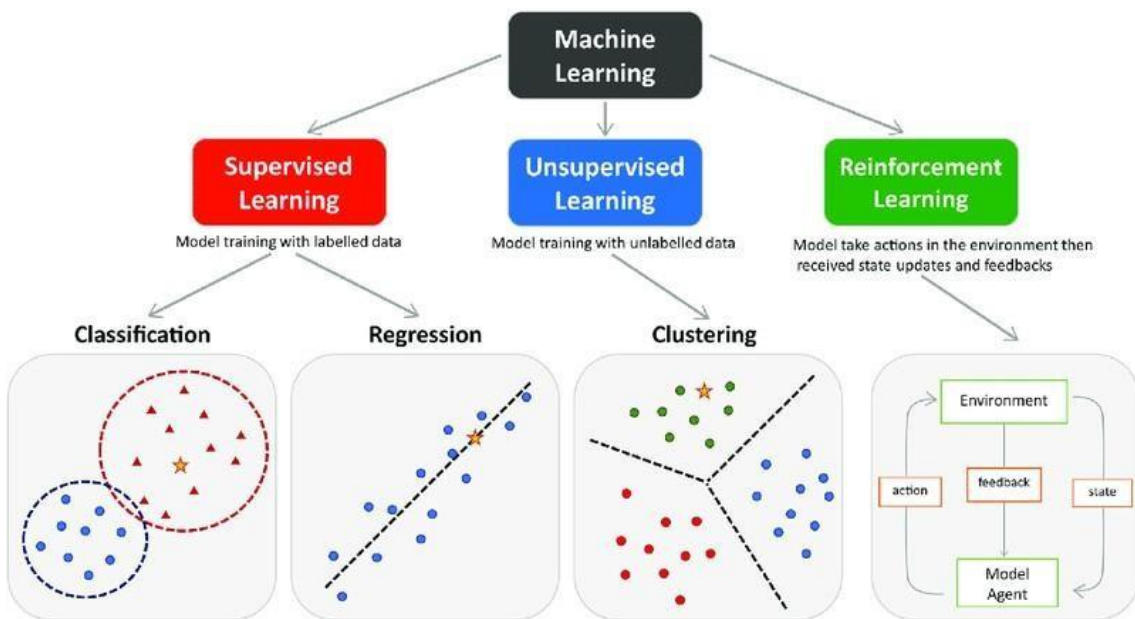 Machine
Learning
Supervised
Learning
Unsupervised
Learning
Reinforcement
Learning
Model training with labelled data
Model training with unlabelled data
Model take actions in the environment then
received state updates and feedbacks
Classification
Regression
Clustering
Environment
action
feedback
state
Model
Agent